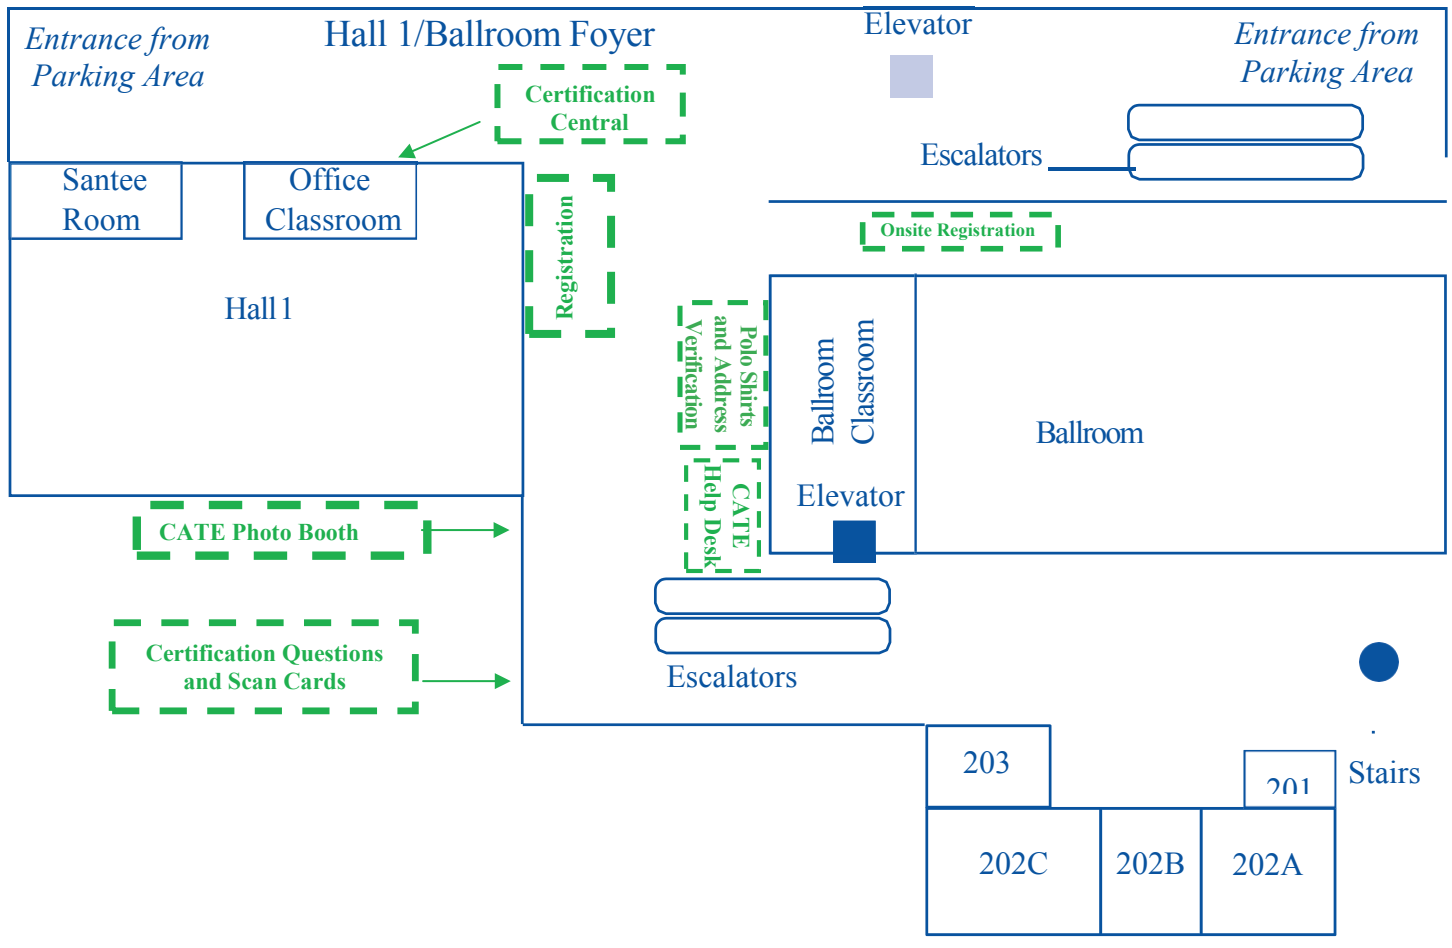 Entrance from
Parking Area
Hall 1/Ballroom Foyer
Elevator
Entrance from
Parking Area
Certification
Central
Escalators
Santee
Room
Office
Classroom
Registration
Onsite Registration
Hall 1
Polo Shirts
and Address
Verification
Ballroom
Classroom
Ballroom
CATE
Help Desk
Elevator
CATE Photo Booth
Certification Questions
and Scan Cards
Escalators
203
201
Stairs
202C
202B
202A